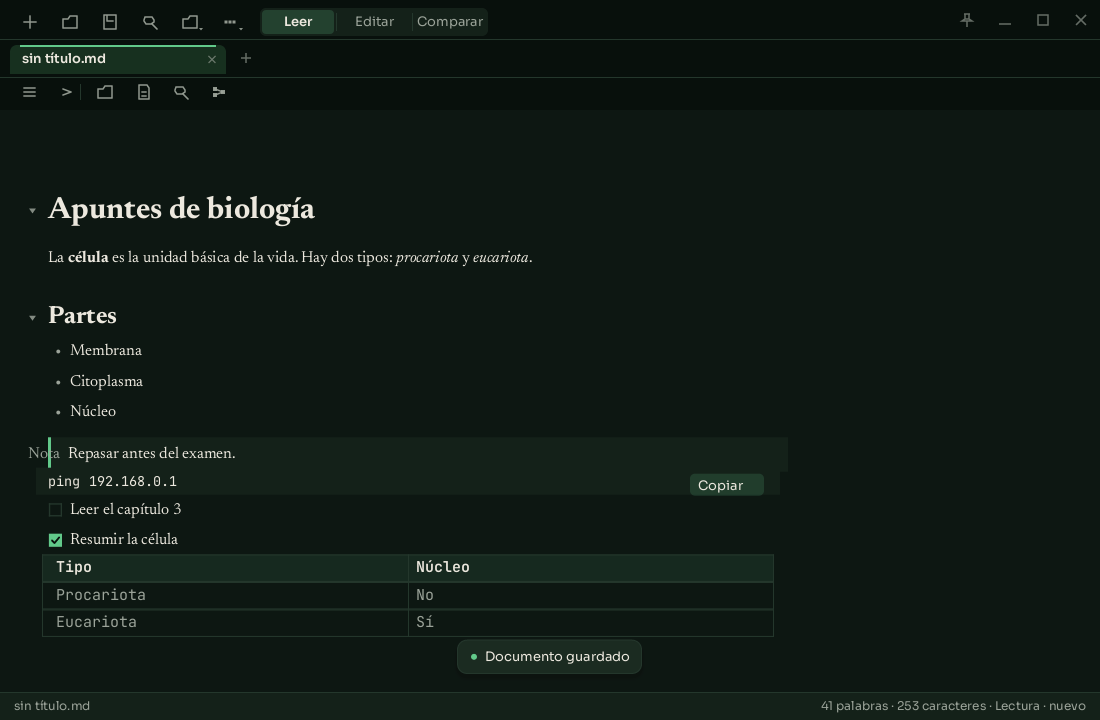 Leer Editar Comparar
sin título.md
Apuntes de biología
La célula es la unidad básica de la vida. Hay dos tipos: procariota y eucariota.
Partes
• Membrana
• Citoplasma
• Núcleo
Nota Repasar antes del examen.
ping 192.168.0.1 Copiar
Leer el capítulo 3
Resumir la célula
Tipo Núcleo
Procariota No
Eucariota Sí
Documento guardado
sin título.md 41 palabras · 253 caracteres · Lectura · nuevo